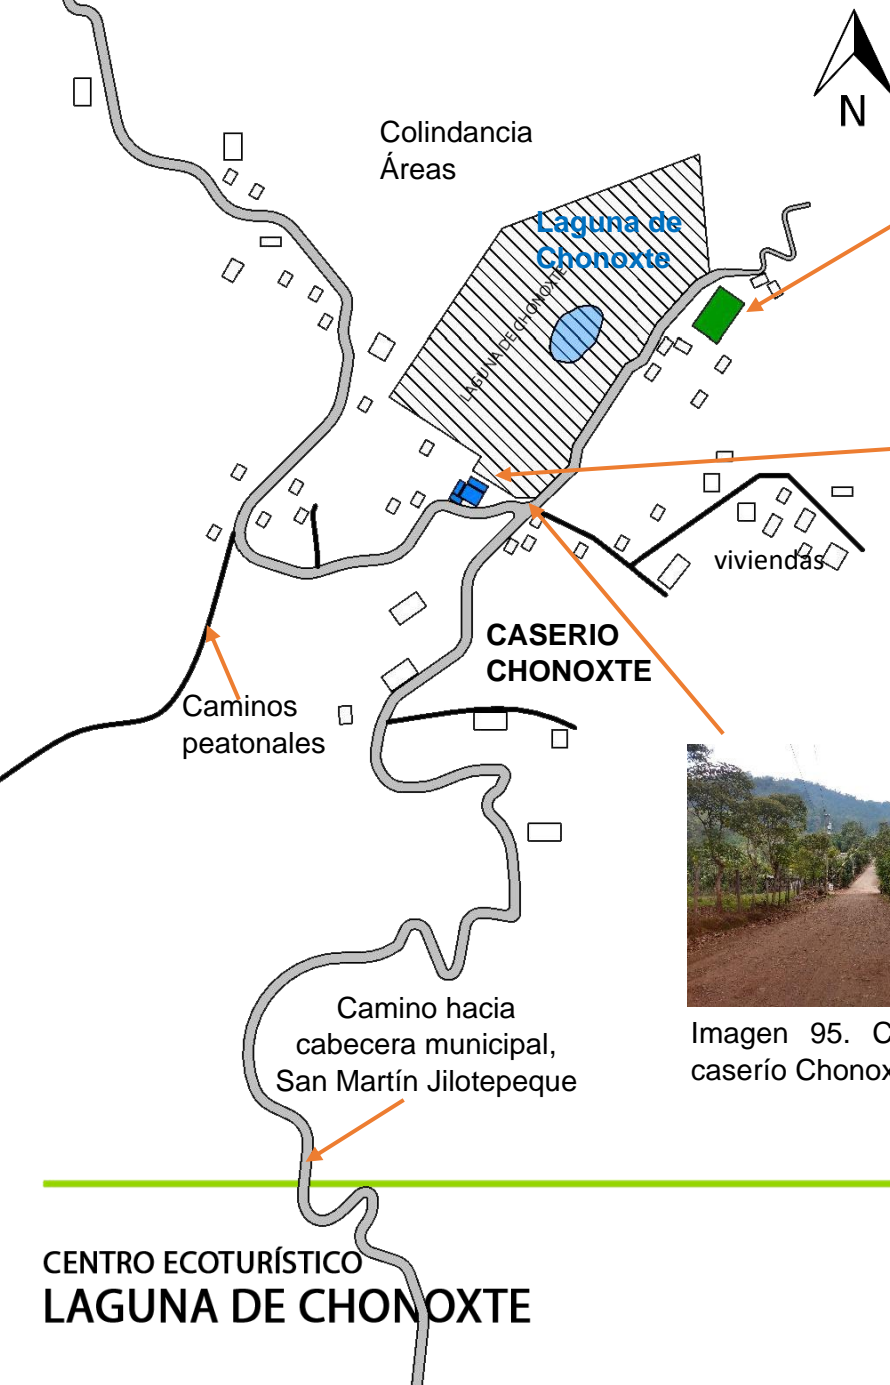 N
Colindancia
Áreas
Laguna de
Chonoxte
LAGUNA DE CHONOXTE
viviendas
CASERIO
CHONOXTE
Caminos
peatonales
Camino hacia
cabecera municipal,
San Martín Jilotepeque
Imagen 95. C
caserío Chonox
CENTRO ECOTURÍSTICO
LAGUNA DE CHONOXTE